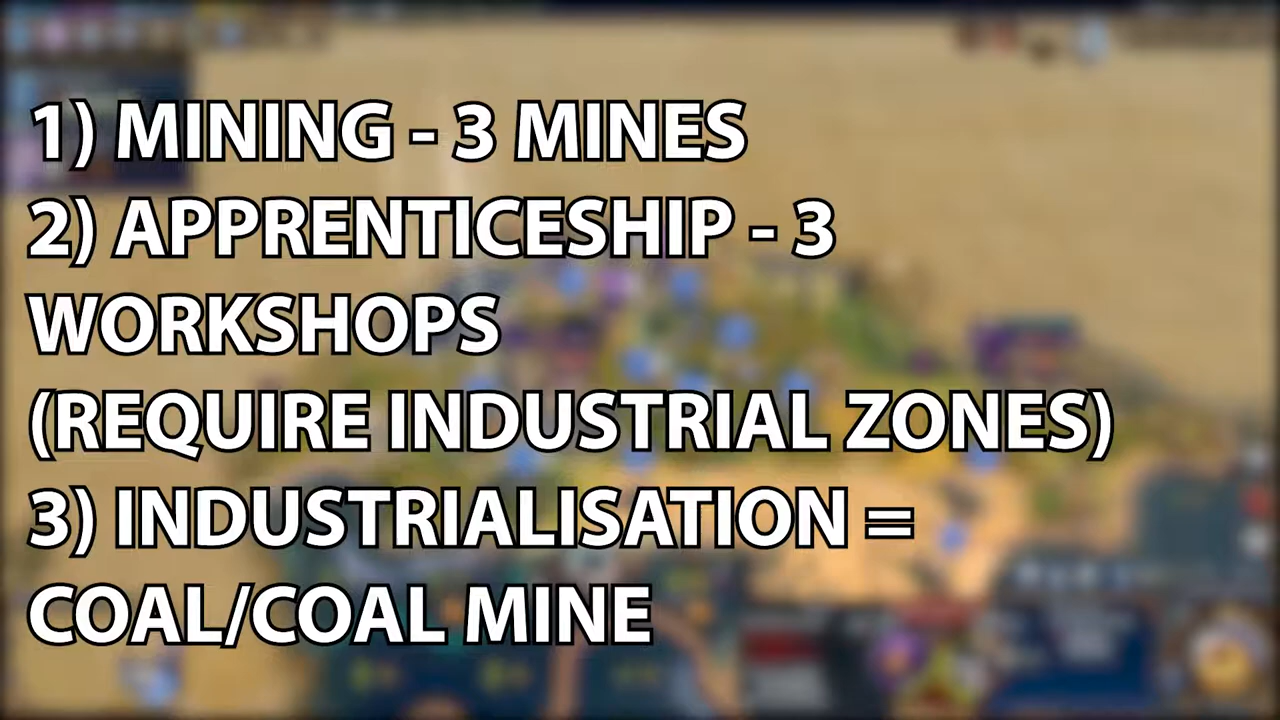 1) MINING - 3 MINES
2) APPRENTICESHIP - 3
WORKSHOPS
(REQUIRE INDUSTRIAL ZONES)
3) INDUSTRIALISATION =
COAL/COAL MINE